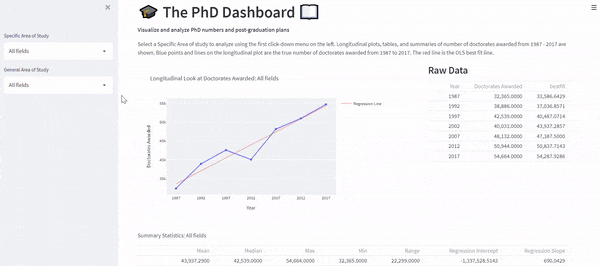 Specific Area of Study
All fields
General Area of Study
All fields
The PhD Dashboard
Visualize and analyze PhD numbers and post-graduation plans
Select a Specific Area of study to analyze using the first click-down menu on the left. Longitudinal plots, tables, and summaries of number of doctorates awarded from 1987 - 2017 are
shown. Blue points and lines on the longitudinal plot are the true number of doctorates awarded from 1987 to 2017. The red line is the OLS best fit line.
Longitudinal Look at Doctorates Awarded: All fields
Regression Line
55k
50k
45k
40k
35k
Doctorates Awarded
1987 1992 1997 2002 2007 2012 2017
Year
Raw Data
Year Doctorates Awarded bestfit
1987 32,365.0000 33,586.6429
1992 38,886.0000 37,036.8571
1997 42,539.0000 40,487.0714
2002 40,031.0000 43,937.2857
2007 48,132.0000 47,387.5000
2012 50,944.0000 50,837.7143
2017 54,664.0000 54,287.9286
Summary Statistics: All fields
Mean Median Max Min Range Regression Intercept Regression Slope
43,937.2900 42,539.0000 54,664.0000 32,365.0000 22,299.0000 -1,337,528.5143 690.0429